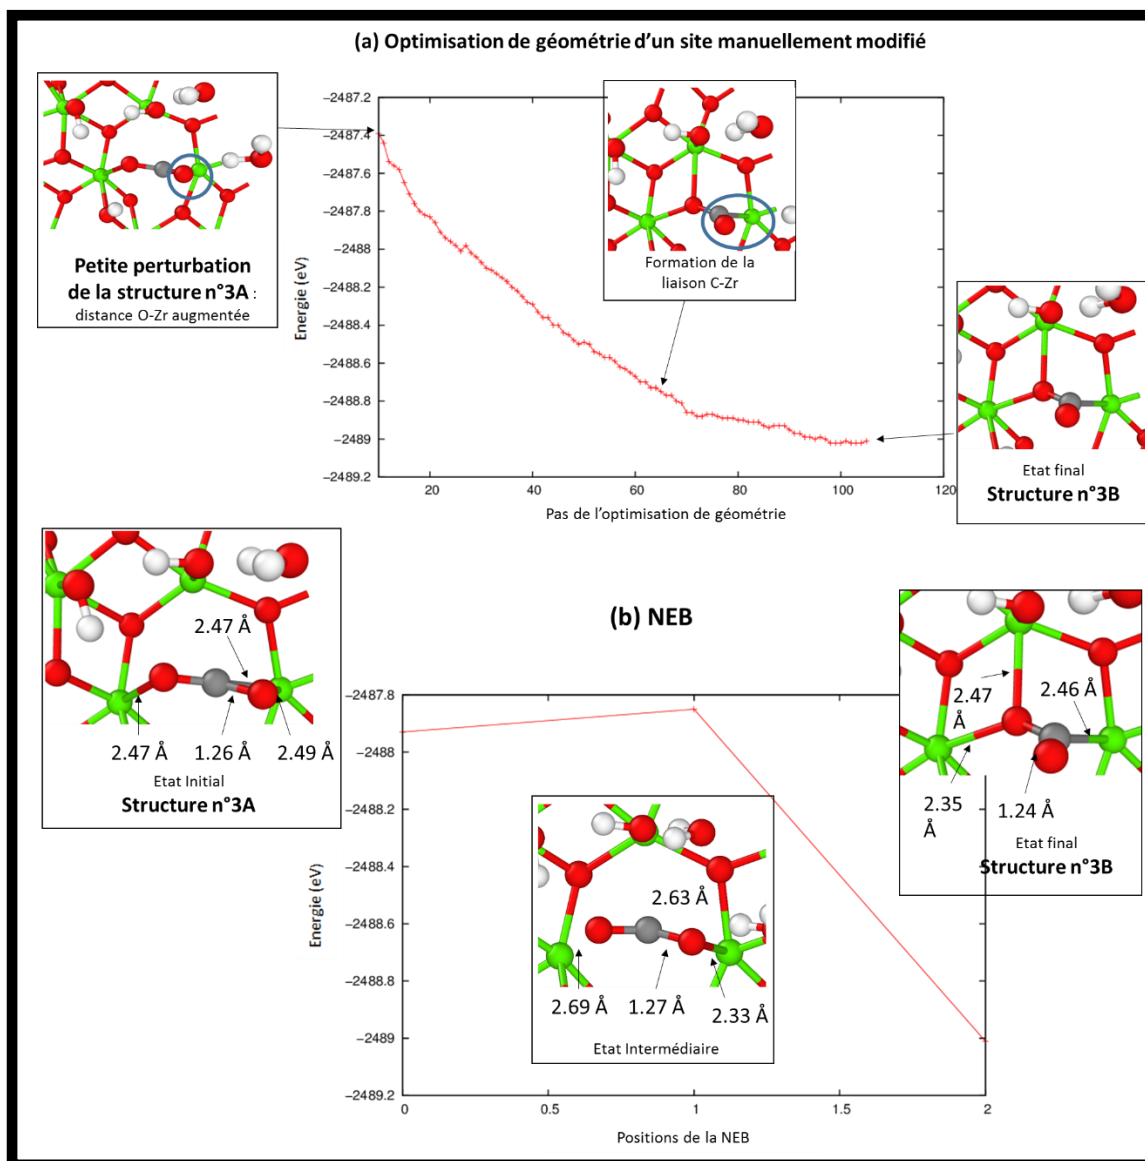 (a) Optimisation de géométrie d'un site manuellement modifié
Petite perturbation
de la structure n°3A :
distance O-Zr augmentée
Formation de la
liaison C-Zr
Etat final
Structure n°3B
Energie (eV)
−2487.2
−2487.4
−2487.6
−2487.8
−2488
−2488.2
−2488.4
−2488.6
−2488.8
−2489
−2489.2
20
40
60
80
100
120
Pas de l'optimisation de géométrie
(b) NEB
2.47 Å
2.47 Å
1.26 Å
2.49 Å
Etat Initial
Structure n°3A
2.47
Å
2.46 Å
2.35
Å
1.24 Å
Etat final
Structure n°3B
2.63 Å
2.69 Å
1.27 Å
2.33 Å
Etat Intermédiaire
Energie (eV)
−2487.8
−2488
−2488.2
−2488.4
−2488.6
−2488.8
−2489
−2489.2
0
0.5
1
1.5
2
Positions de la NEB